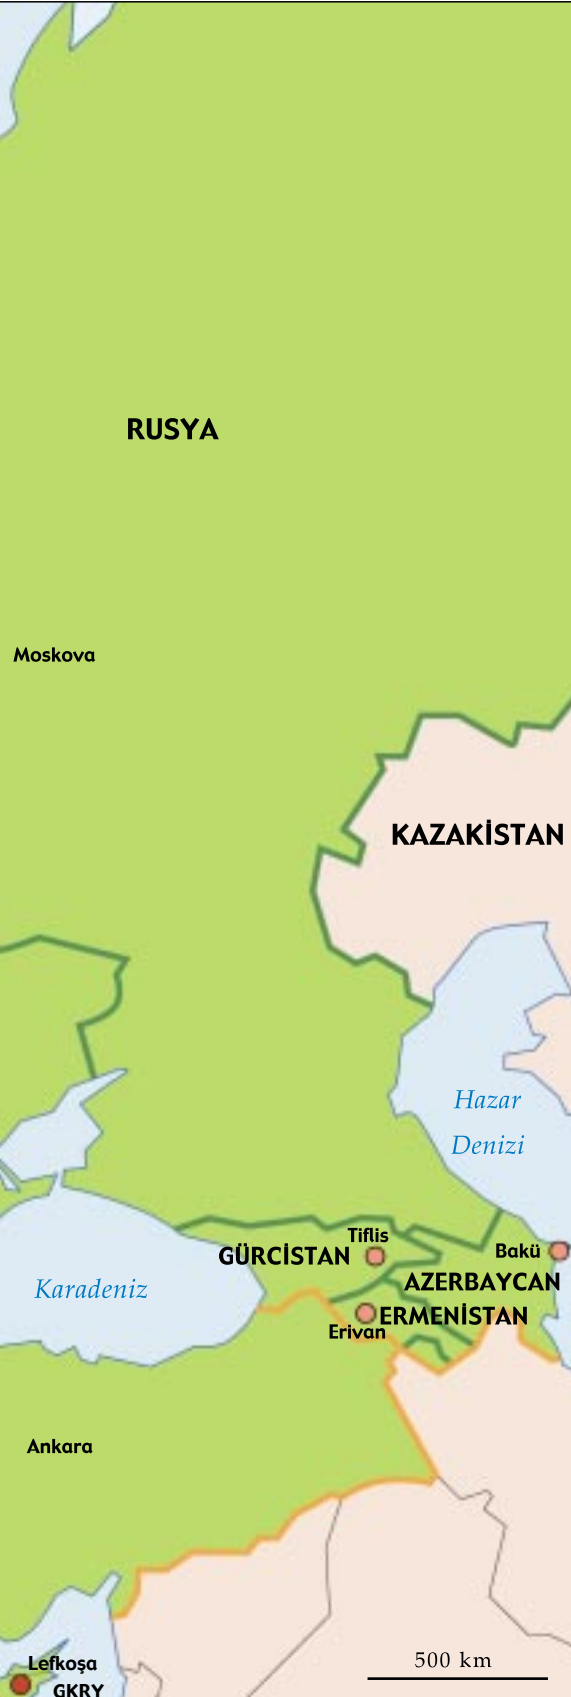 RUSYA
Moskova
KAZAKİSTAN
Hazar
Denizi
Tiflis
GÜRCİSTAN
Bakü
Karadeniz
AZERBAYCAN
ERMENİSTAN
Erivan
Ankara
500 km
Lefkoşa
GKRY